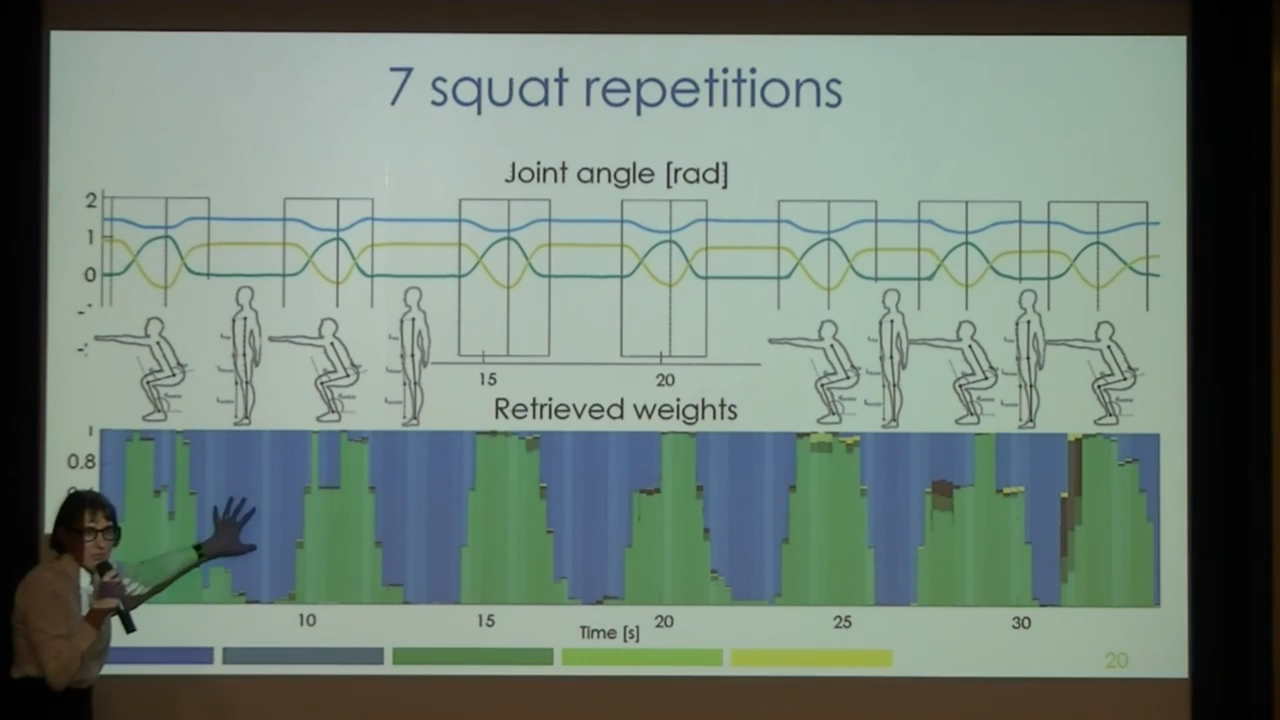 7 squat repetitions
Joint angle [rad]
2
1
0
15 20
Retrieved weights
1
0.8
10 15 20 25 30
Time [s]
20